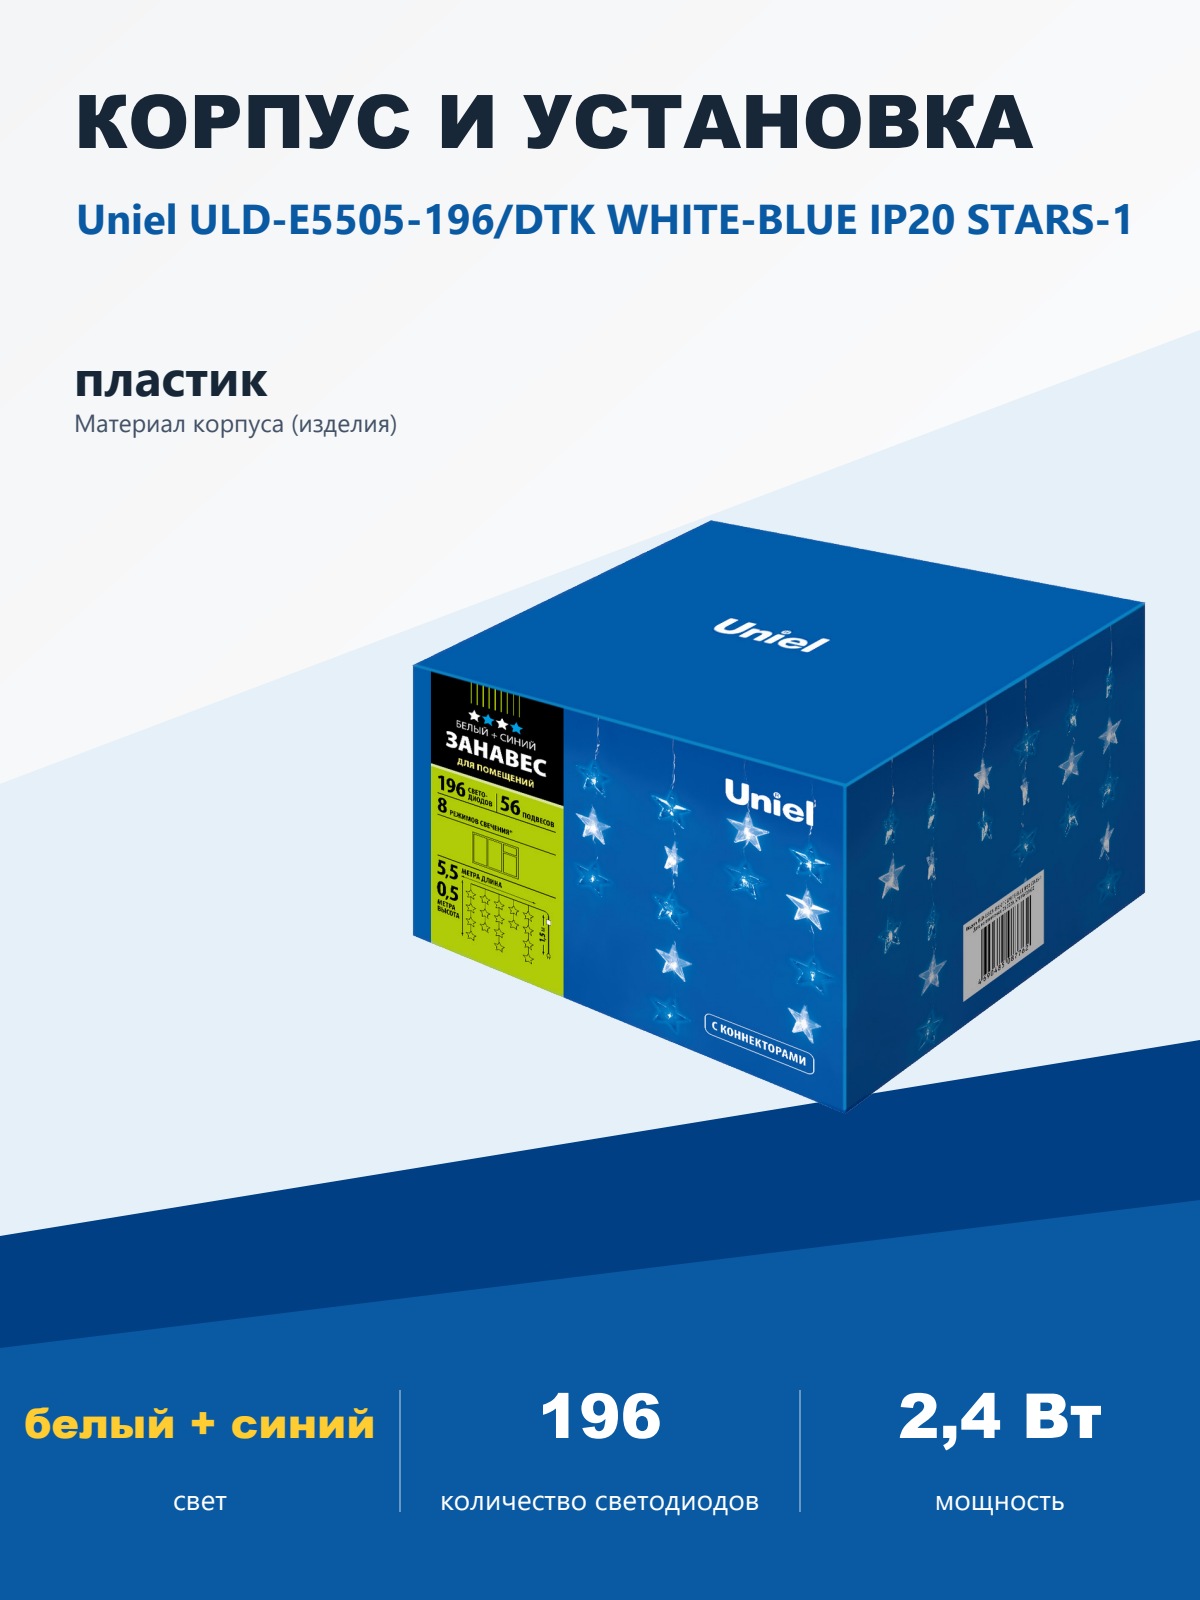 КОРПУС И УСТАНОВКА
Uniel ULD-E5505-196/DTK WHITE-BLUE IP20 STARS-1
пластик
Материал корпуса (изделия)
Uniel
БЕЛЫЙ + СИНИЙ
ЗАНАВЕС
ДЛЯ ПОМЕЩЕНИЙ
196 СВЕТО-ДИОДОВ 56 ПОДВЕСОВ
8 РЕЖИМОВ СВЕЧЕНИЯ*
5,5 МЕТРА ДЛИНА
0,5 МЕТРА ВЫСОТА
1,5 м
Uniel
С КОННЕКТОРАМИ
белый + синий
свет
196
количество светодиодов
2,4 Вт
мощность